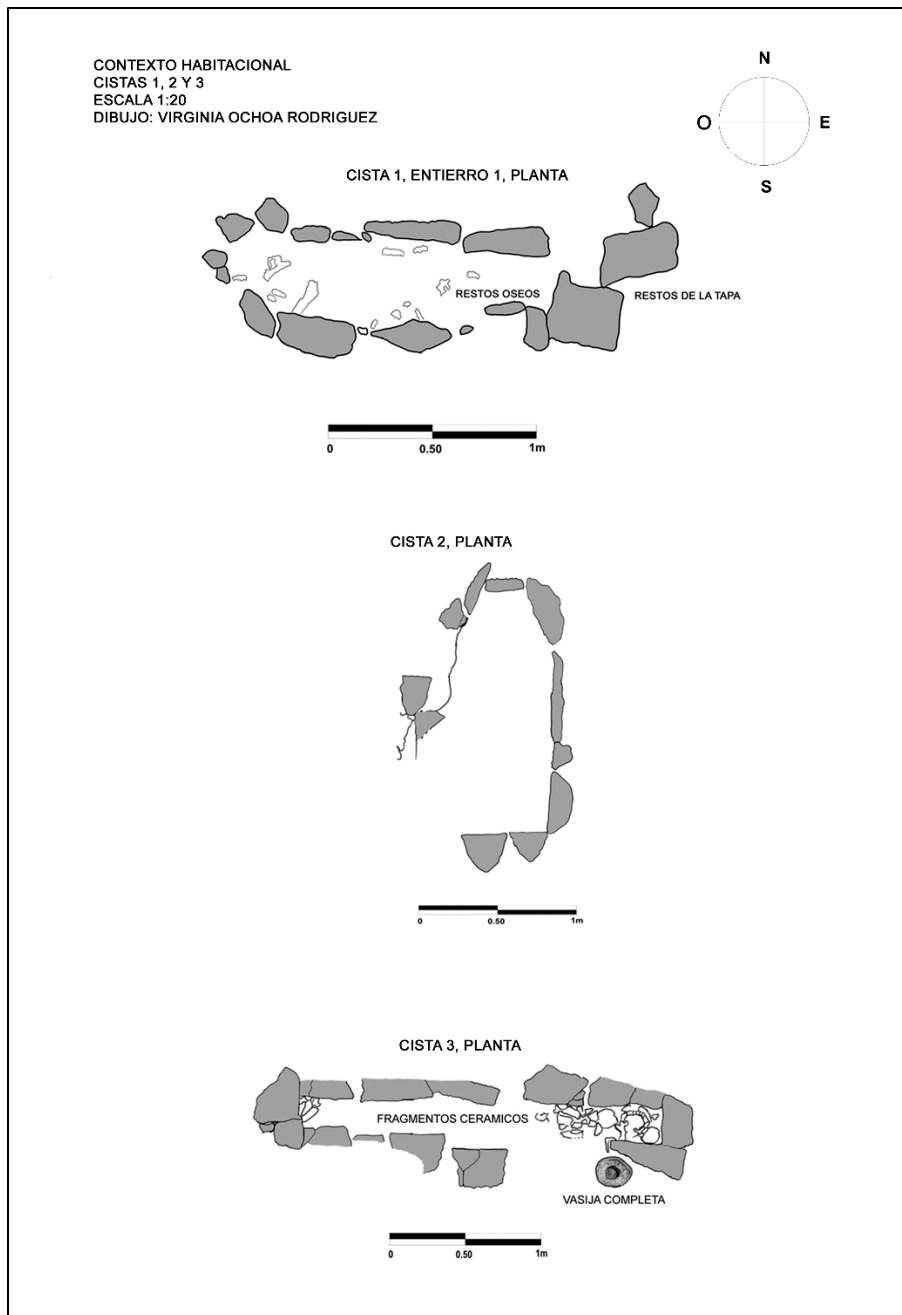 CONTEXTO HABITACIONAL
CISTAS 1, 2 Y 3
ESCALA 1:20
DIBUJO: VIRGINIA OCHOA RODRIGUEZ
N
O
E
S
CISTA 1, ENTIERRO 1, PLANTA
RESTOS OSEOS
RESTOS DE LA TAPA
0
0.50
1m
CISTA 2, PLANTA
0
0.50
1m
CISTA 3, PLANTA
FRAGMENTOS CERAMICOS
VASIJA COMPLETA
0
0.50
1m